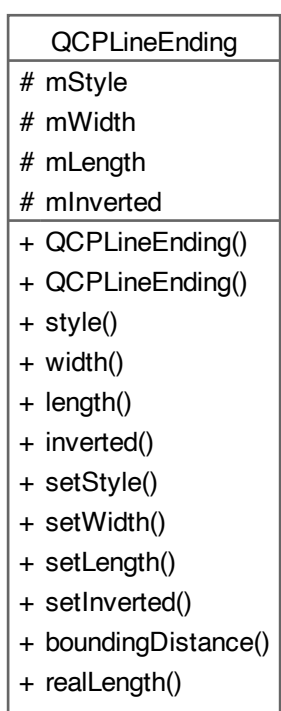 QCPLineEnding
# mStyle
# mWidth
# mLength
# mInverted
+ QCPLineEnding()
+ QCPLineEnding()
+ style()
+ width()
+ length()
+ inverted()
+ setStyle()
+ setWidth()
+ setLength()
+ setInverted()
+ boundingDistance()
+ realLength()